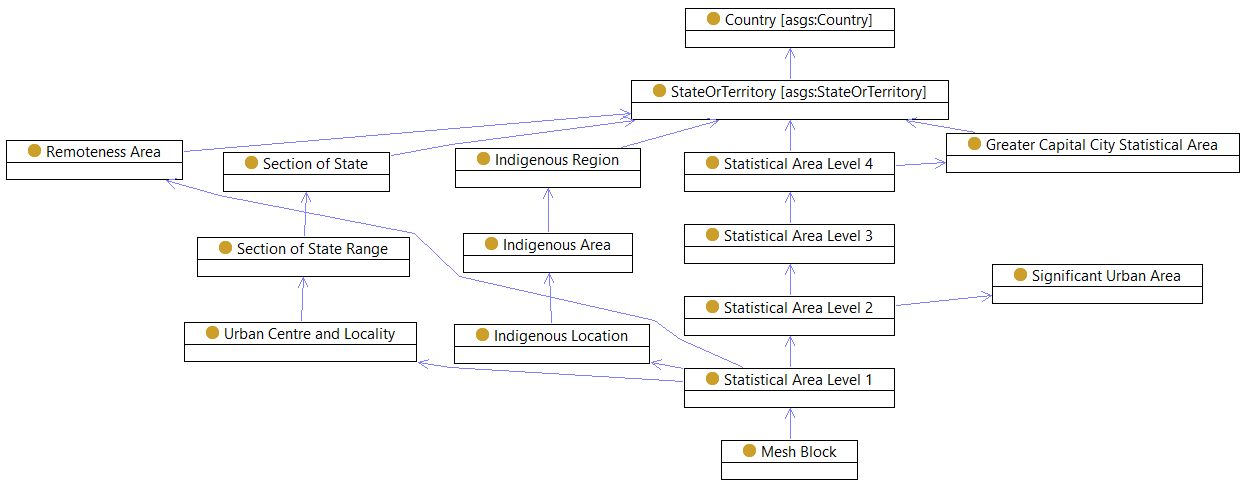 Country [asgs:Country]
StateOrTerritory [asgs:StateOrTerritory]
Remoteness Area
Section of State
Indigenous Region
Statistical Area Level 4
Greater Capital City Statistical Area
Section of State Range
Indigenous Area
Statistical Area Level 3
Significant Urban Area
Urban Centre and Locality
Indigenous Location
Statistical Area Level 2
Statistical Area Level 1
Mesh Block